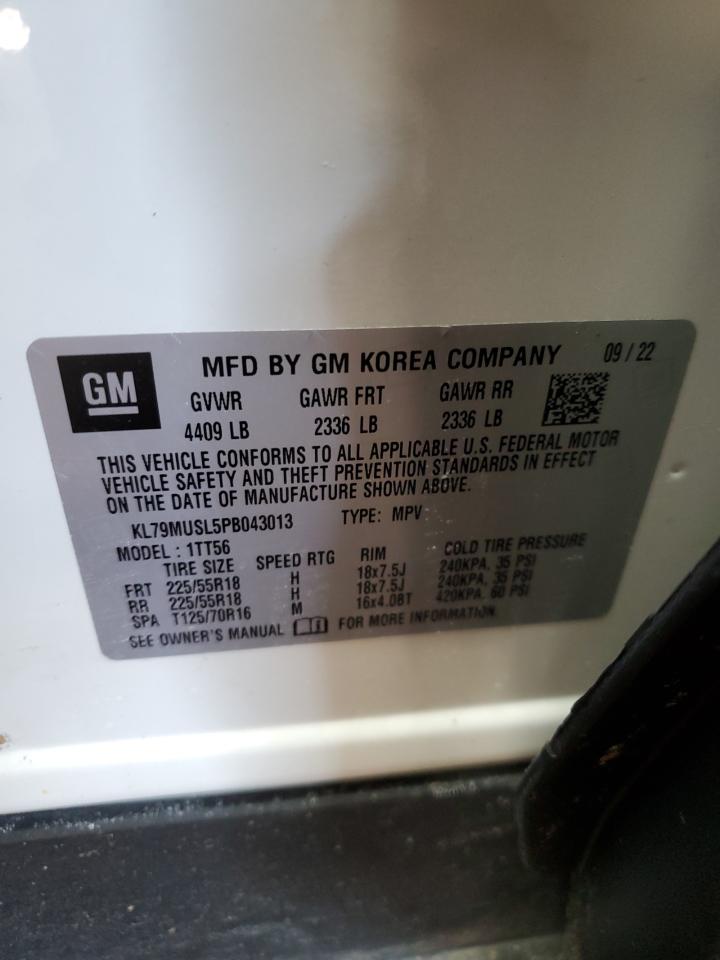 GM
MFD BY GM KOREA COMPANY 09 / 22
GVWR GAWR FRT GAWR RR
4409 LB 2336 LB 2336 LB
THIS VEHICLE CONFORMS TO ALL APPLICABLE U.S. FEDERAL MOTOR
VEHICLE SAFETY AND THEFT PREVENTION STANDARDS IN EFFECT
ON THE DATE OF MANUFACTURE SHOWN ABOVE.
KL79MUSL5PB043013 TYPE: MPV
MODEL : 1TT56
TIRE SIZE SPEED RTG RIM COLD TIRE PRESSURE
FRT 225/55R18 H 18x7.5J 240KPA, 35 PSI
RR 225/55R18 H 18x7.5J 240KPA, 35 PSI
SPA T125/70R16 M 16x4.0BT 420KPA, 60 PSI
SEE OWNER'S MANUAL FOR MORE INFORMATION.